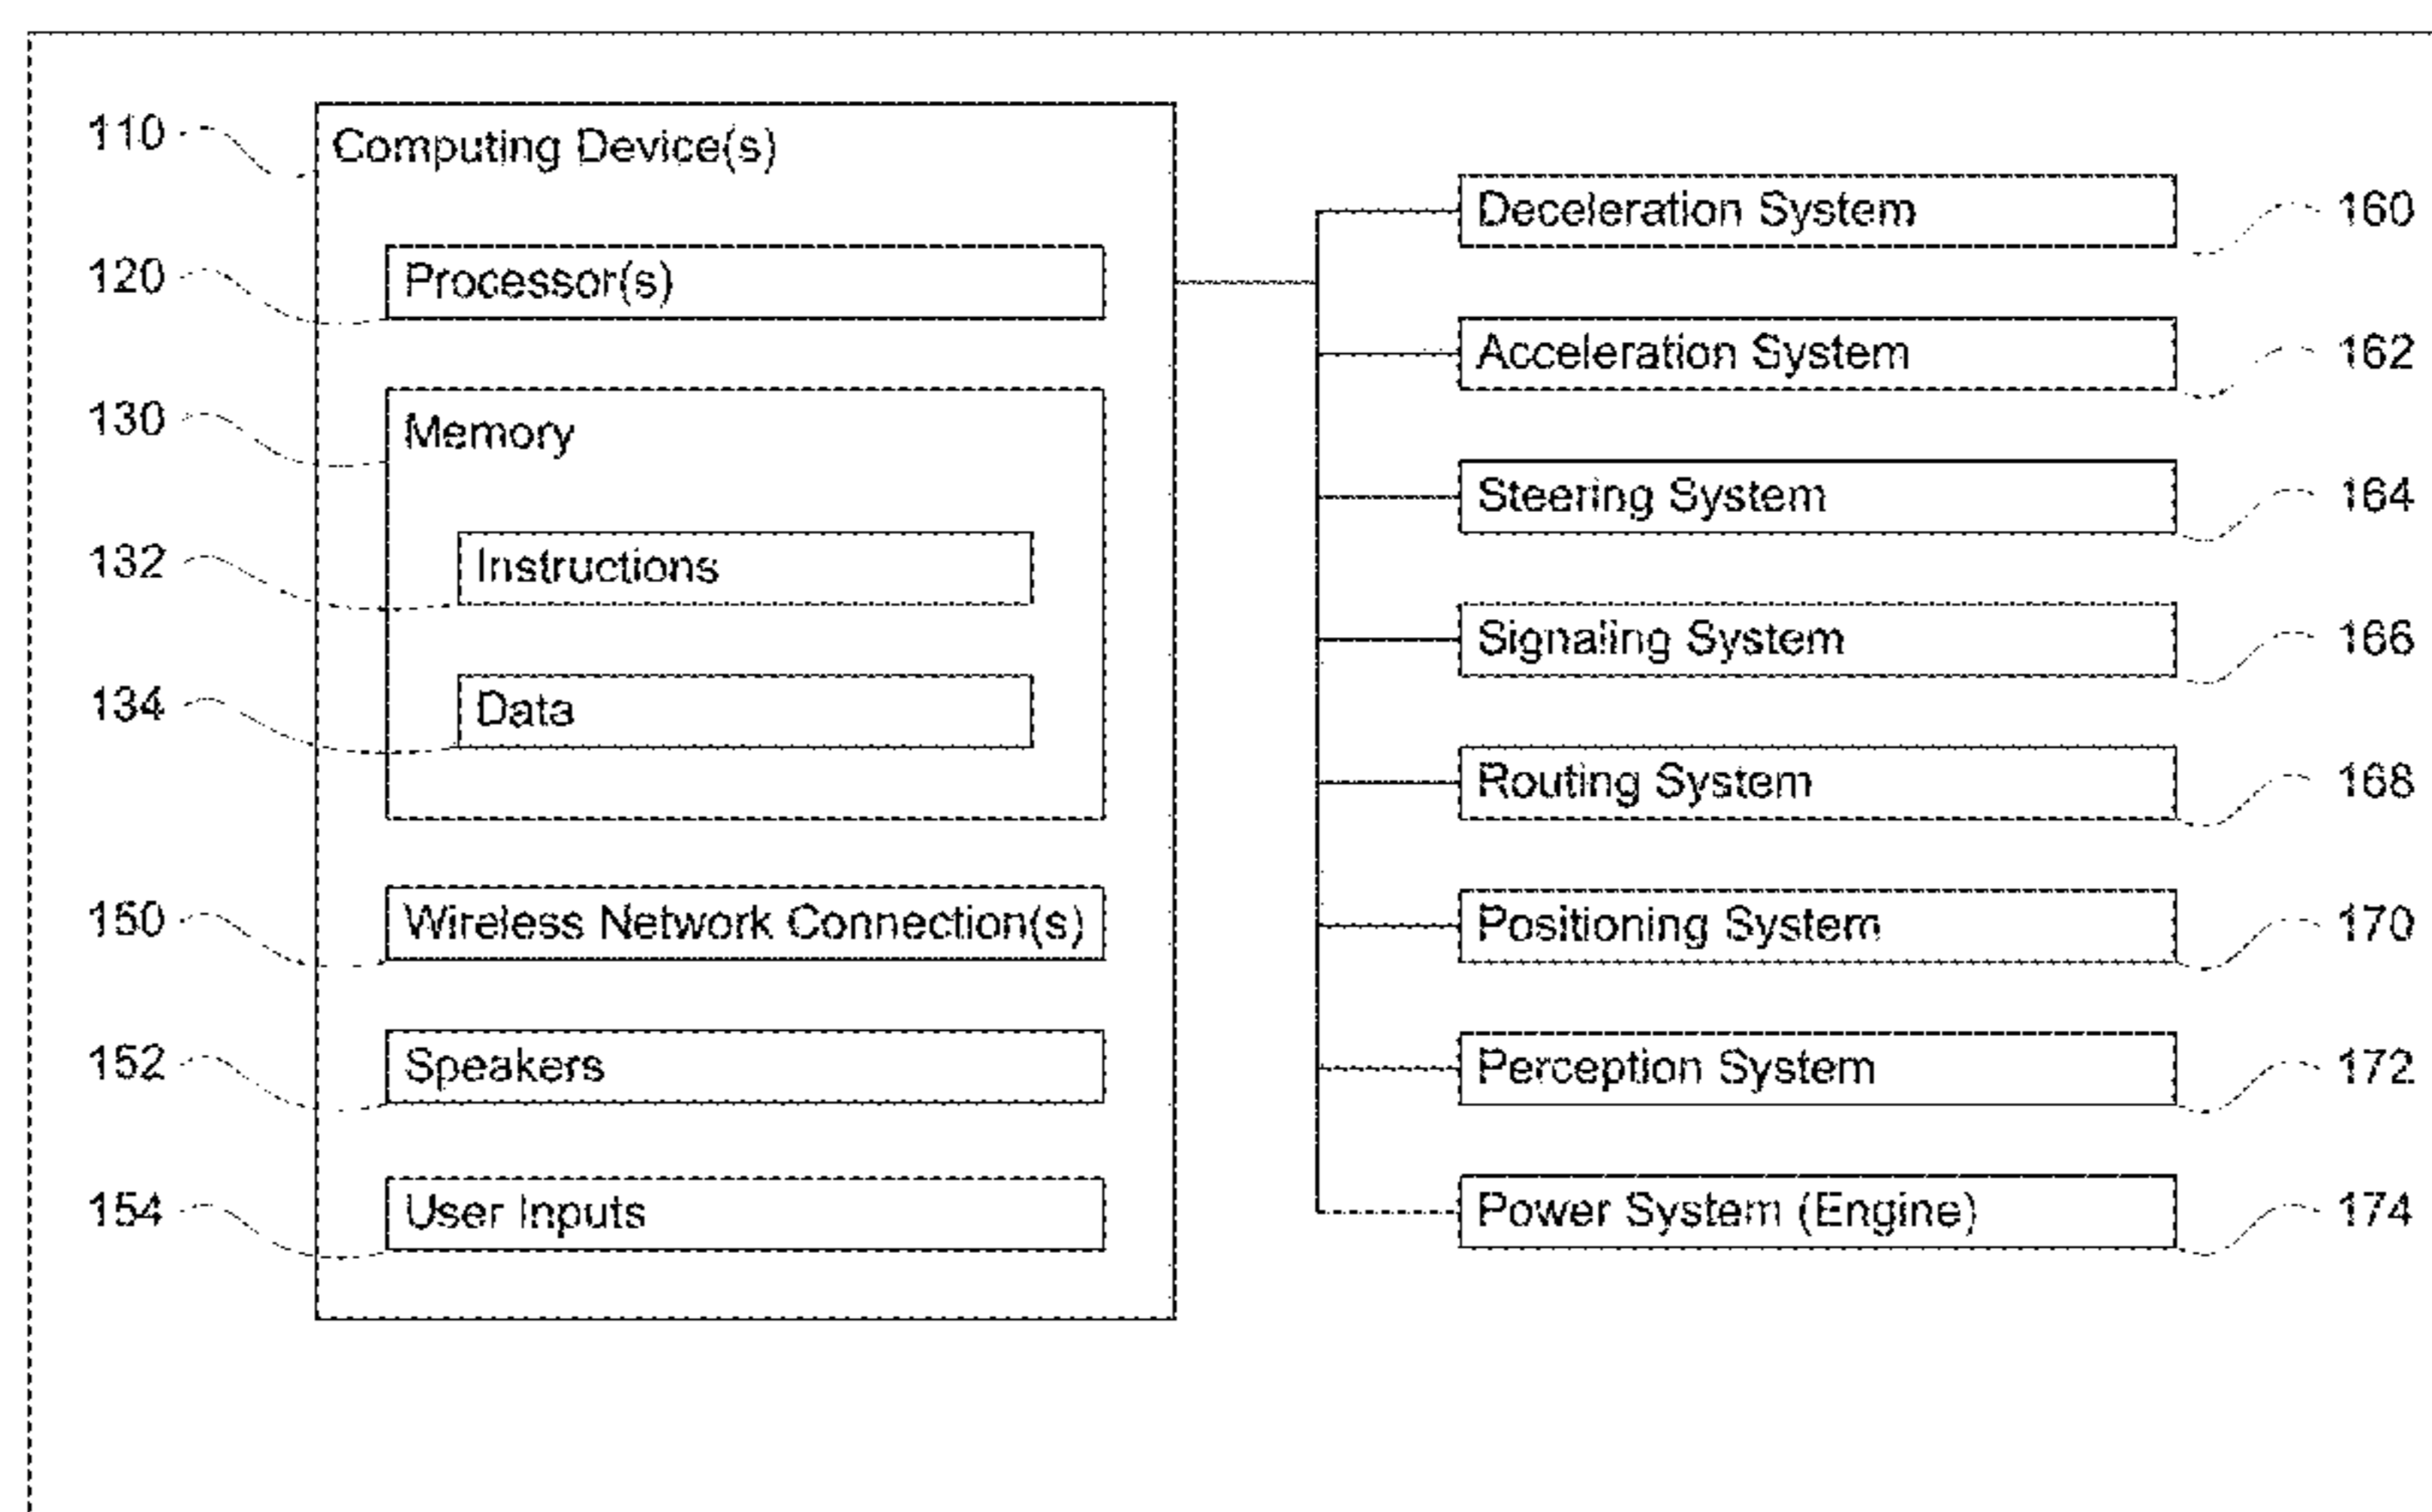 110 Computing Device(s)
120 Processor(s)
130 Memory
132 Instructions
134 Data
150 Wireless Network Connection(s)
152 Speakers
154 User Inputs
Deceleration System 160
Acceleration System 162
Steering System 164
Signaling System 166
Routing System 168
Positioning System 170
Perception System 172
Power System (Engine) 174